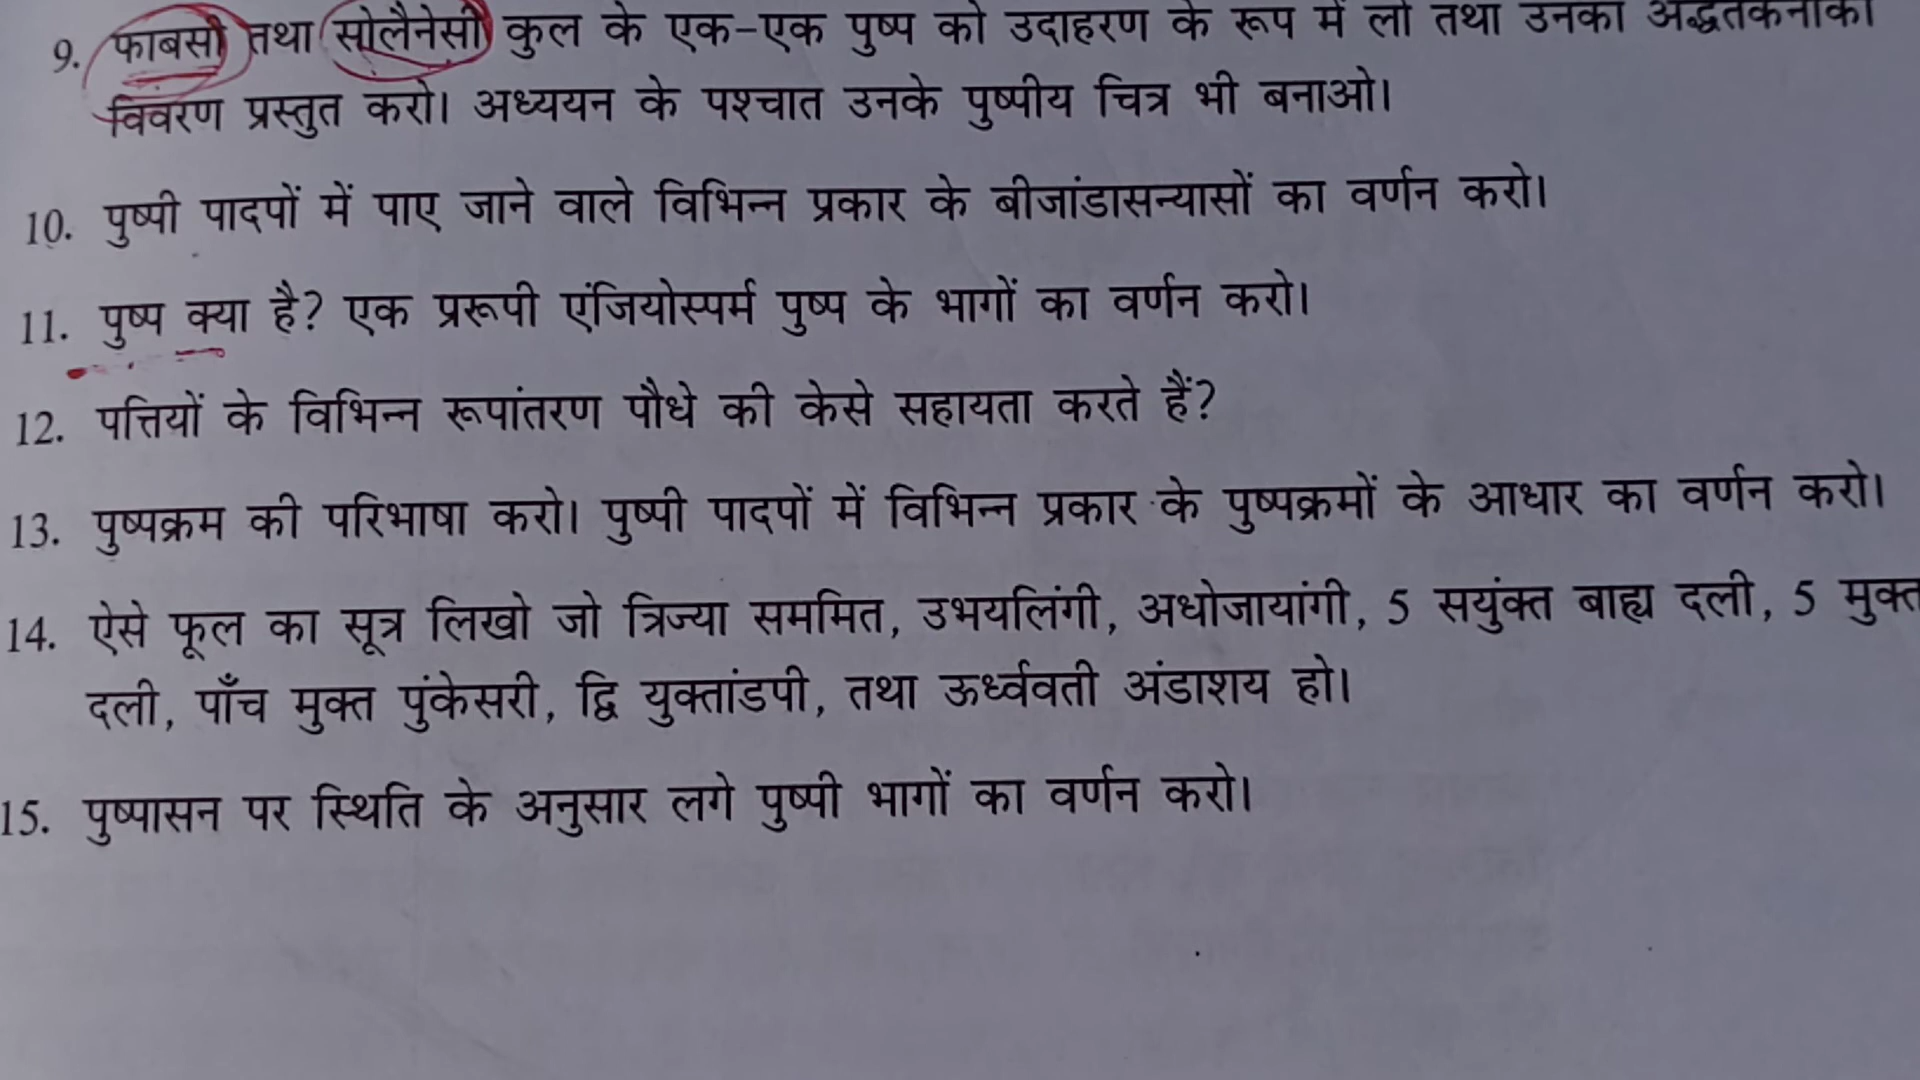 9. फाबसी तथा सोलैनेसी कुल के एक-एक पुष्प को उदाहरण के रूप में लो तथा उनका अर्द्धतकनीकी
विवरण प्रस्तुत करो। अध्ययन के पश्चात उनके पुष्पीय चित्र भी बनाओ।
10. पुष्पी पादपों में पाए जाने वाले विभिन्न प्रकार के बीजांडासन्यासों का वर्णन करो।
11. पुष्प क्या है? एक प्ररूपी एंजियोस्पर्म पुष्प के भागों का वर्णन करो।
12. पत्तियों के विभिन्न रूपांतरण पौधे की केसे सहायता करते हैं?
13. पुष्पक्रम की परिभाषा करो। पुष्पी पादपों में विभिन्न प्रकार के पुष्पक्रमों के आधार का वर्णन करो।
14. ऐसे फूल का सूत्र लिखो जो त्रिज्या सममित, उभयलिंगी, अधोजायांगी, 5 सयुंक्त बाह्य दली, 5 मुक्त
दली, पाँच मुक्त पुंकेसरी, द्वि युक्तांडपी, तथा ऊर्ध्ववती अंडाशय हो।
15. पुष्पासन पर स्थिति के अनुसार लगे पुष्पी भागों का वर्णन करो।